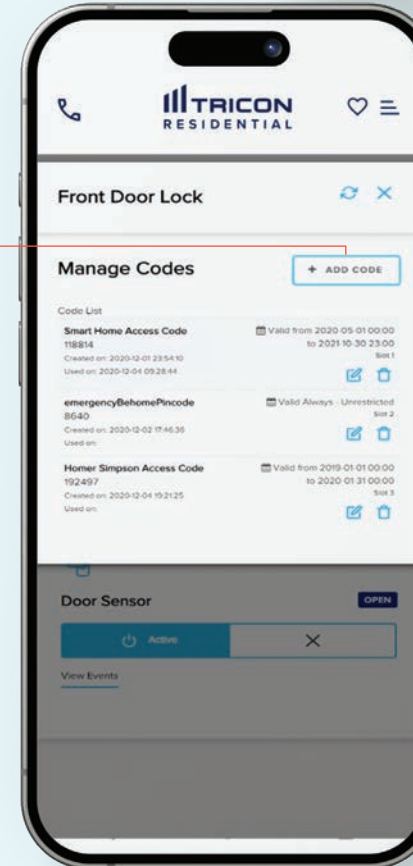 TRICON
RESIDENTIAL
Front Door Lock
Manage Codes
+ ADD CODE
Code List
Smart Home Access Code
118814
Created on: 2020-12-01 23:54:10
Used on: 2020-12-04 09:28:44
Valid from 2020-05-01 00:00
to 2021-10-30 23:00
Slot 1
emergencyBehomePincode
8640
Created on: 2020-12-02 17:46:36
Used on:
Valid Always - Unrestricted
Slot 2
Homer Simpson Access Code
192497
Created on: 2020-12-04 19:21:25
Used on:
Valid from 2019-01-01 00:00
to 2020-01-31 00:00
Slot 3
Door Sensor
OPEN
Active
View Events